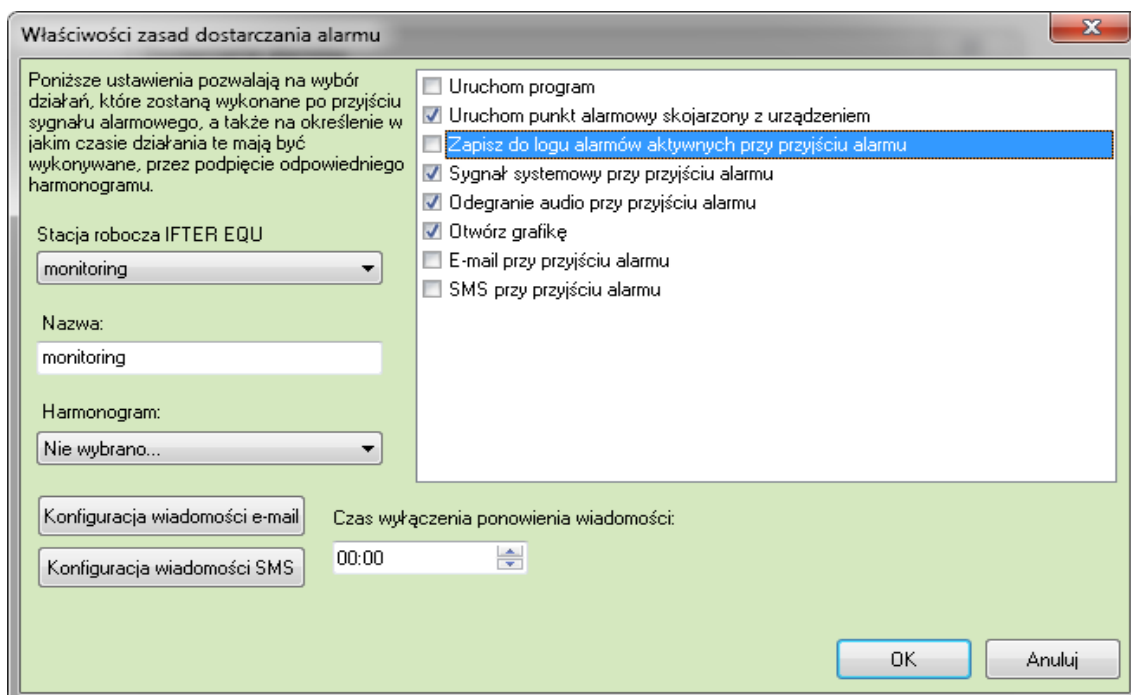 Właściwości zasad dostarczania alarmu
Poniższe ustawienia pozwalają na wybór
działań, które zostaną wykonane po przyjściu
sygnału alarmowego, a także na określenie w
jakim czasie działania te mają być
wykonywane, przez podpięcie odpowiedniego
harmonogramu.
Stacja robocza IFTER EQU
monitoring
Nazwa:
monitoring
Harmonogram:
Nie wybrano...
Uruchom program
Uruchom punkt alarmowy skojarzony z urządzeniem
Zapisz do logu alarmów aktywnych przy przyjściu alarmu
Sygnał systemowy przy przyjściu alarmu
Odegranie audio przy przyjściu alarmu
Otwórz grafikę
E-mail przy przyjściu alarmu
SMS przy przyjściu alarmu
Konfiguracja wiadomości e-mail
Konfiguracja wiadomości SMS
Czas wyłączenia ponowienia wiadomości:
00:00
OK
Anuluj